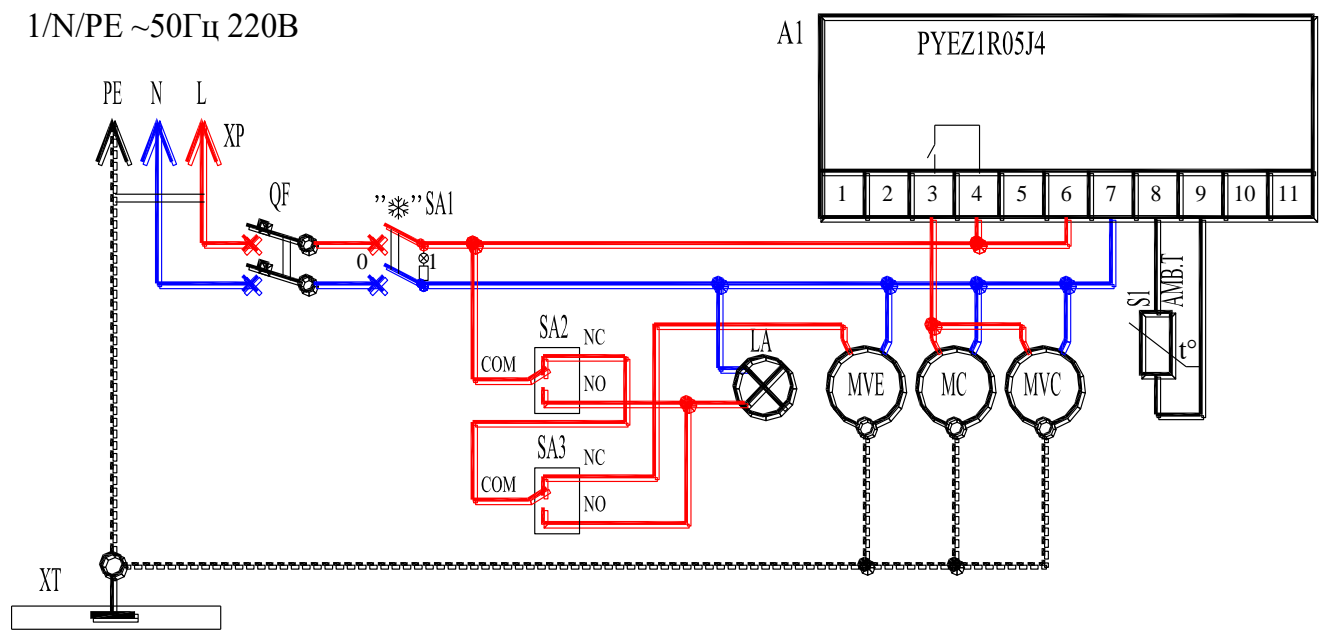 1/N/PE ~50Гц 220В
A1
PYEZ1R05J4
PE N L
XP
1 2 3 4 5 6 7 8 9 10 11
QF
"❄" SA1
0 1
S1
AMB.T
t°
SA2
NC
COM
NO
LA
MVE MC MVC
SA3
NC
COM
NO
XT